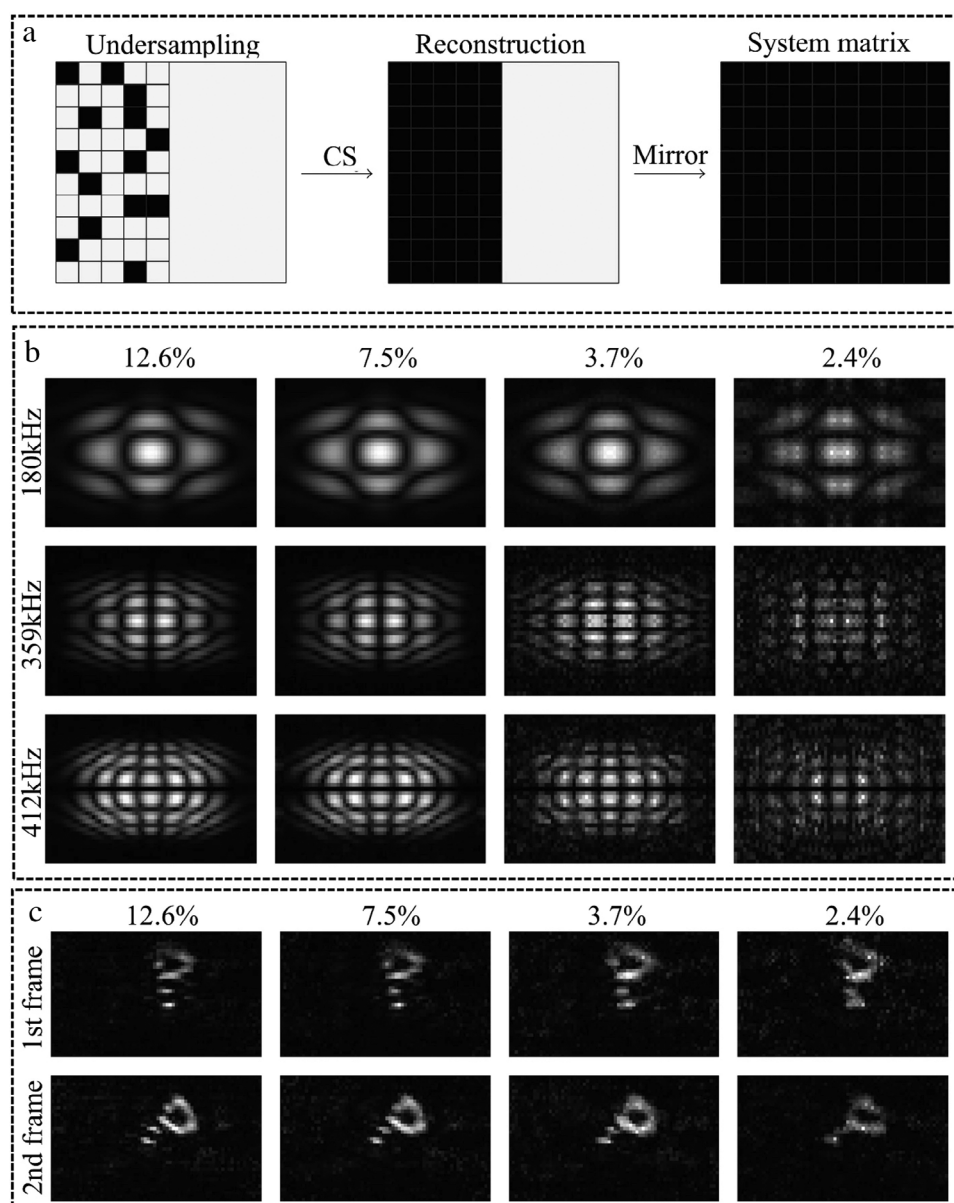 a
Undersampling
Reconstruction
System matrix
CS
Mirror
b
12.6% 7.5% 3.7% 2.4%
180kHz
359kHz
412kHz
c
12.6% 7.5% 3.7% 2.4%
1st frame
2nd frame